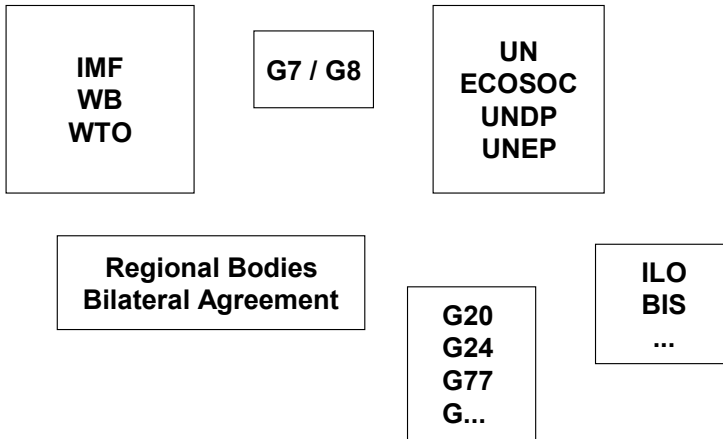 IMF
WB
WTO
G7 / G8
UN
ECOSOC
UNDP
UNEP
Regional Bodies
Bilateral Agreement
G20
G24
G77
G...
ILO
BIS
...